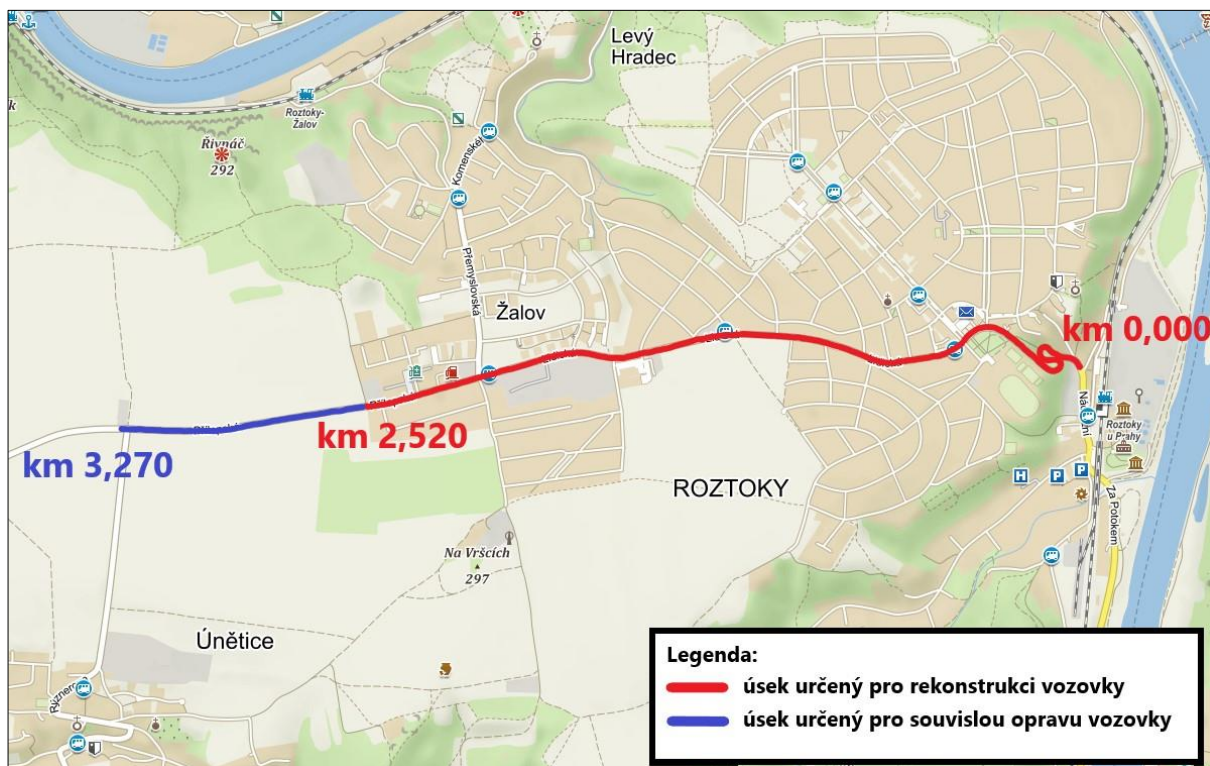 Levý
Hradec
Roztoky-
Žalov
Řivnáč
292
Komenského
Přemyslovská
Žalov
km 0,000
km 2,520
km 3,270
Nádražní
Roztoky
u Prahy
H
P
P
ROZTOKY
Za Potokem
Na Vršcích
297
Únětice
Legenda:
úsek určený pro rekonstrukci vozovky
úsek určený pro souvislou opravu vozovky